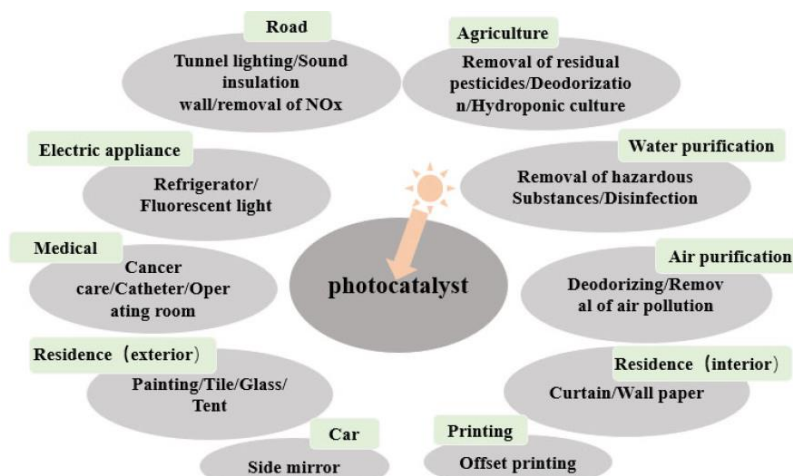 Road
Tunnel lighting/Sound
insulation
wall/removal of NOx
Agriculture
Removal of residual
pesticides/Deodorizatio
n/Hydroponic culture
Electric appliance
Refrigerator/
Fluorescent light
Water purification
Removal of hazardous
Substances/Disinfection
Medical
Cancer
care/Catheter/Oper
ating room
photocatalyst
Air purification
Deodorizing/Remov
al of air pollution
Residence（exterior）
Painting/Tile/Glass/
Tent
Residence（interior）
Curtain/Wall paper
Car
Side mirror
Printing
Offset printing